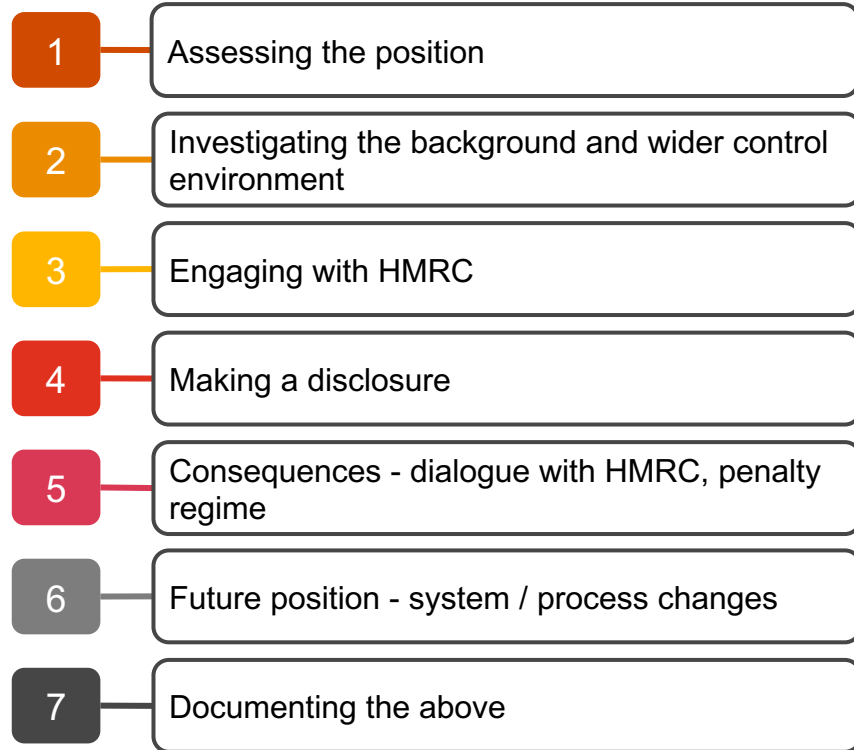 1
Assessing the position
2
Investigating the background and wider control
environment
3
Engaging with HMRC
4
Making a disclosure
5
Consequences - dialogue with HMRC, penalty
regime
6
Future position - system / process changes
7
Documenting the above